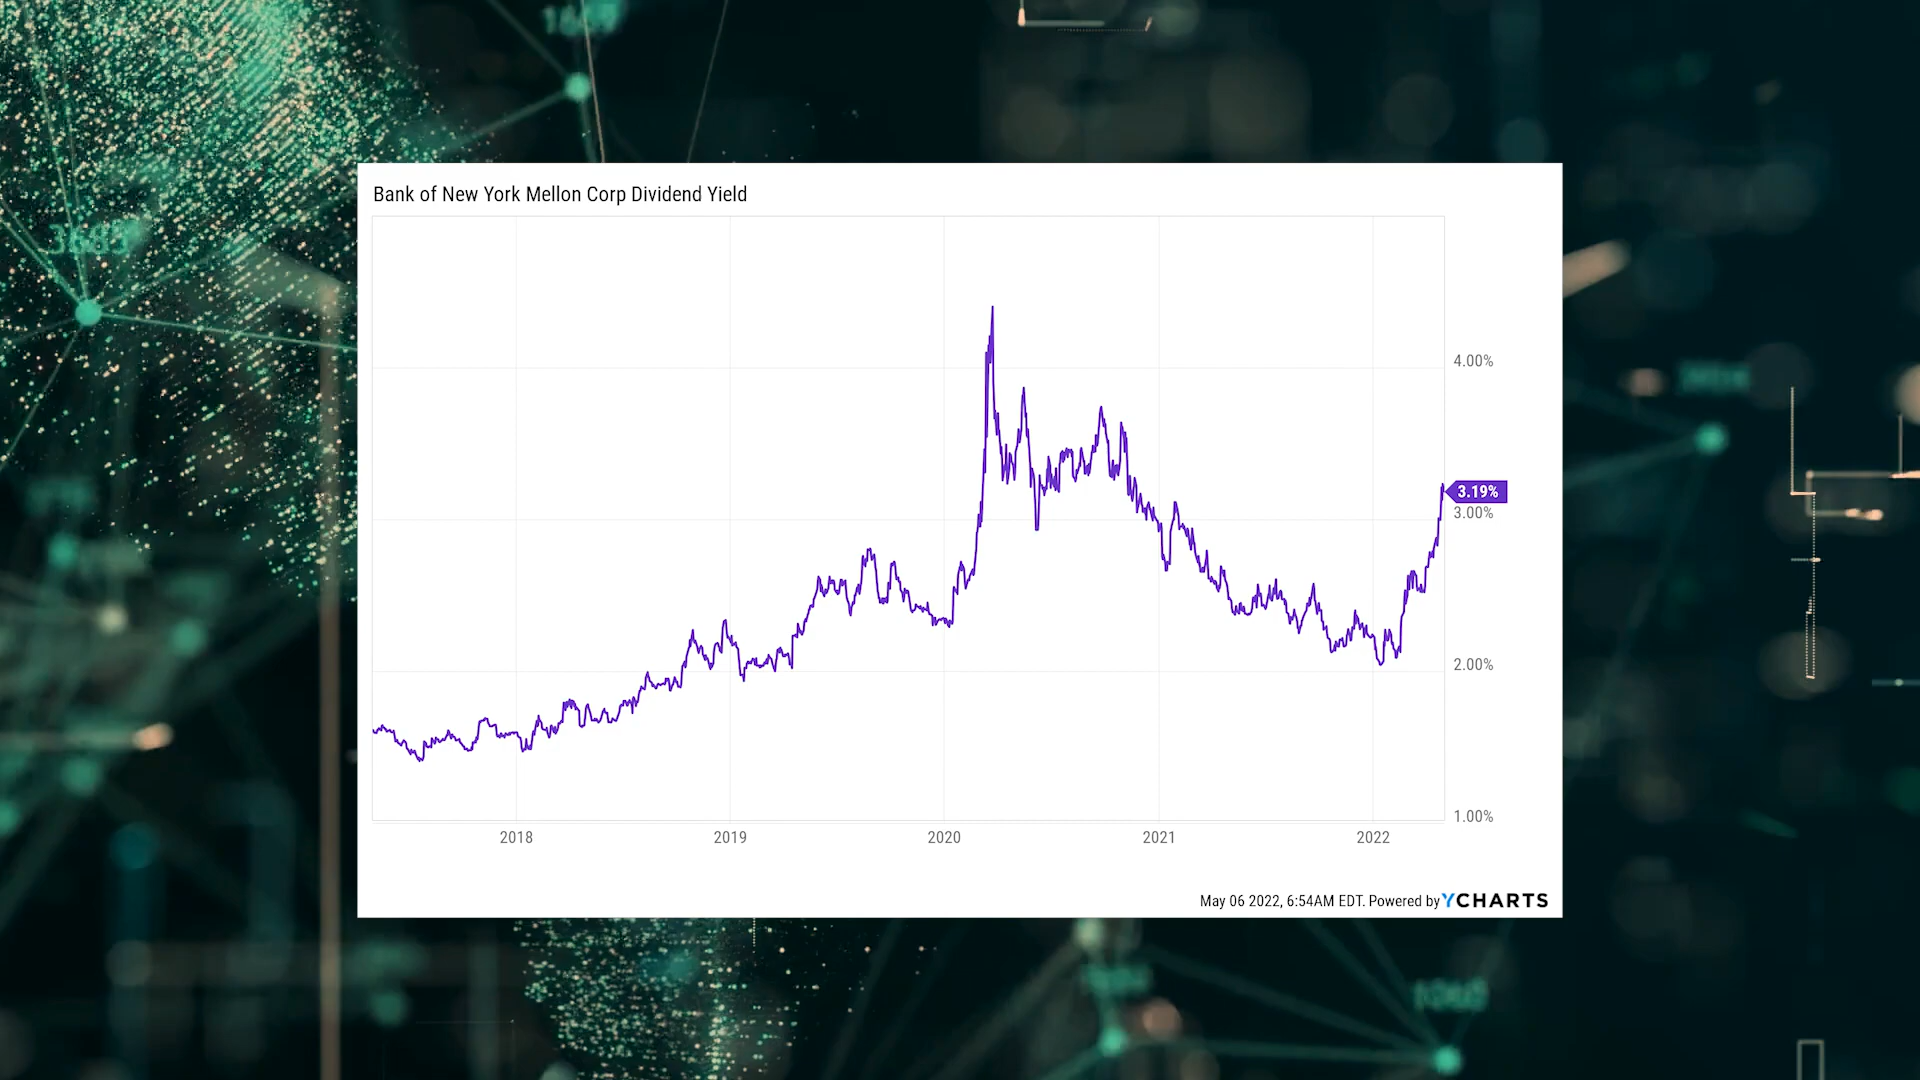 Bank of New York Mellon Corp Dividend Yield
4.00%
3.19%
3.00%
2.00%
1.00%
2018 2019 2020 2021 2022
May 06 2022, 6:54AM EDT. Powered by YCHARTS